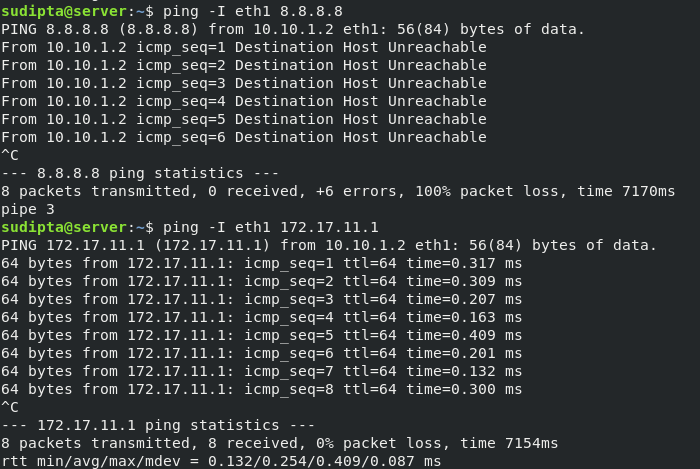 sudipta@server:~$ ping -I eth1 8.8.8.8
PING 8.8.8.8 (8.8.8.8) from 10.10.1.2 eth1: 56(84) bytes of data.
From 10.10.1.2 icmp_seq=1 Destination Host Unreachable
From 10.10.1.2 icmp_seq=2 Destination Host Unreachable
From 10.10.1.2 icmp_seq=3 Destination Host Unreachable
From 10.10.1.2 icmp_seq=4 Destination Host Unreachable
From 10.10.1.2 icmp_seq=5 Destination Host Unreachable
From 10.10.1.2 icmp_seq=6 Destination Host Unreachable
^C
--- 8.8.8.8 ping statistics ---
8 packets transmitted, 0 received, +6 errors, 100% packet loss, time 7170ms
pipe 3
sudipta@server:~$ ping -I eth1 172.17.11.1
PING 172.17.11.1 (172.17.11.1) from 10.10.1.2 eth1: 56(84) bytes of data.
64 bytes from 172.17.11.1: icmp_seq=1 ttl=64 time=0.317 ms
64 bytes from 172.17.11.1: icmp_seq=2 ttl=64 time=0.309 ms
64 bytes from 172.17.11.1: icmp_seq=3 ttl=64 time=0.207 ms
64 bytes from 172.17.11.1: icmp_seq=4 ttl=64 time=0.163 ms
64 bytes from 172.17.11.1: icmp_seq=5 ttl=64 time=0.409 ms
64 bytes from 172.17.11.1: icmp_seq=6 ttl=64 time=0.201 ms
64 bytes from 172.17.11.1: icmp_seq=7 ttl=64 time=0.132 ms
64 bytes from 172.17.11.1: icmp_seq=8 ttl=64 time=0.300 ms
^C
--- 172.17.11.1 ping statistics ---
8 packets transmitted, 8 received, 0% packet loss, time 7154ms
rtt min/avg/max/mdev = 0.132/0.254/0.409/0.087 ms